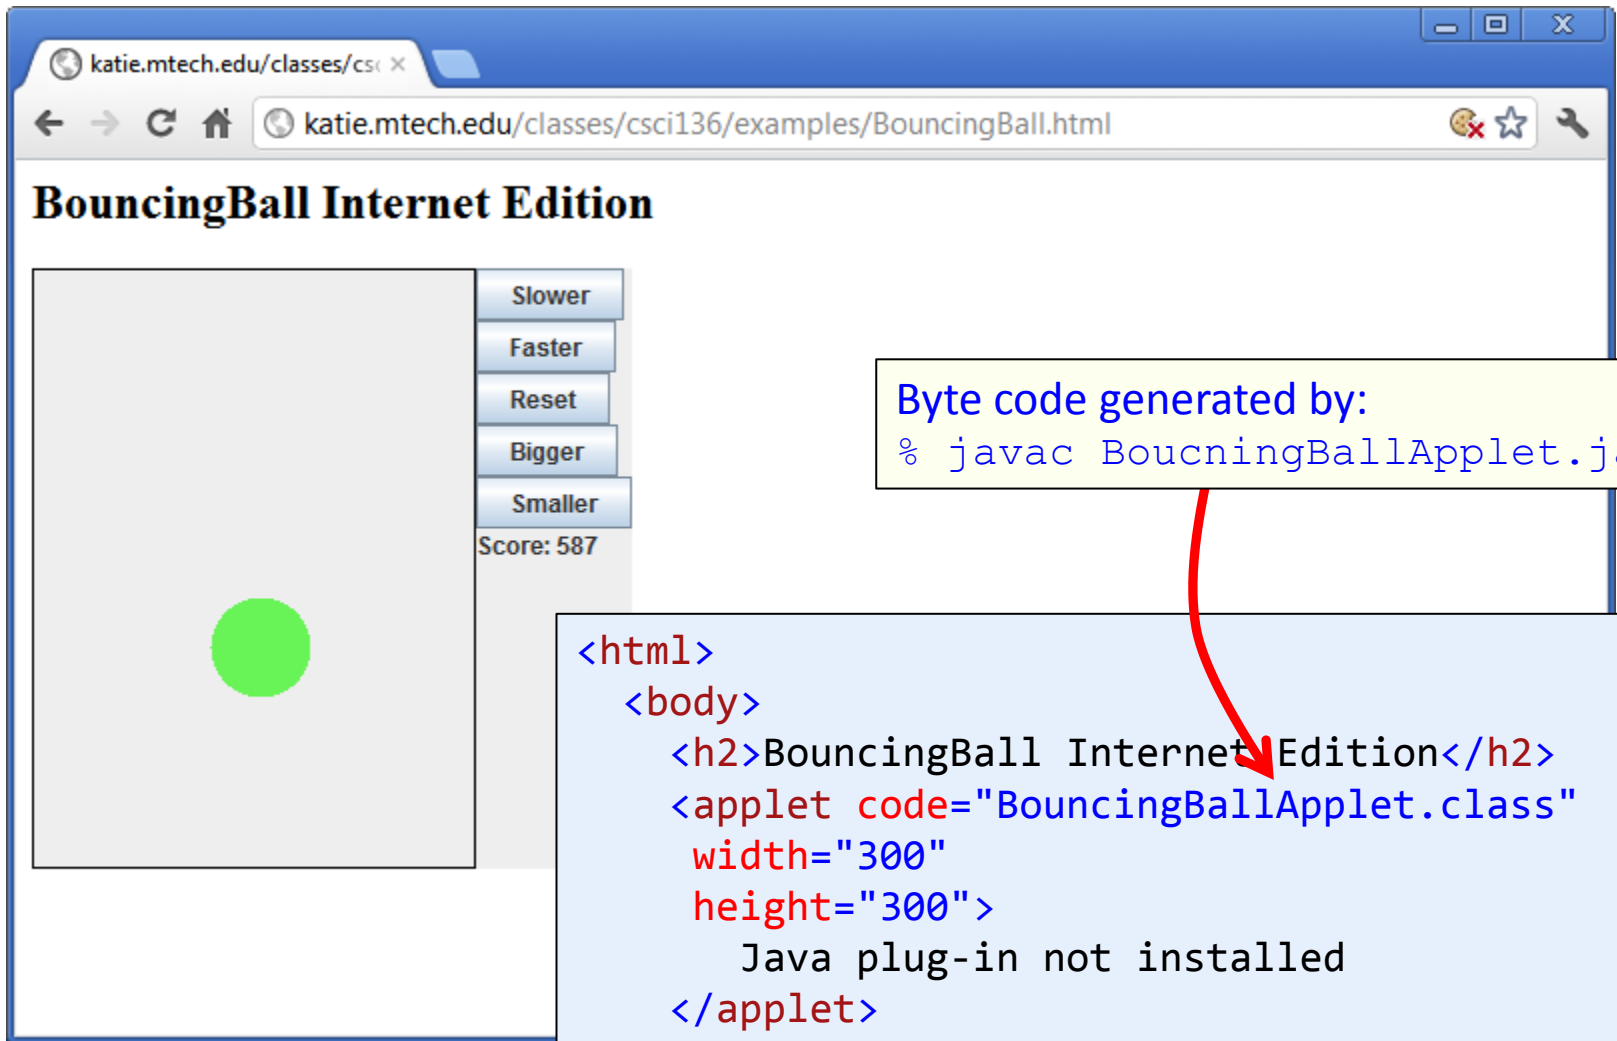 katie.mtech.edu/classes/cs
katie.mtech.edu/classes/csci136/examples/BouncingBall.html
BouncingBall Internet Edition
Slower
Faster
Reset
Bigger
Smaller
Score: 587
Byte code generated by:
% javac BoucningBallApplet.ja
<html>
<body>
<h2>BouncingBall Internet Edition</h2>
<applet code="BouncingBallApplet.class"
width="300"
height="300">
Java plug-in not installed
</applet>